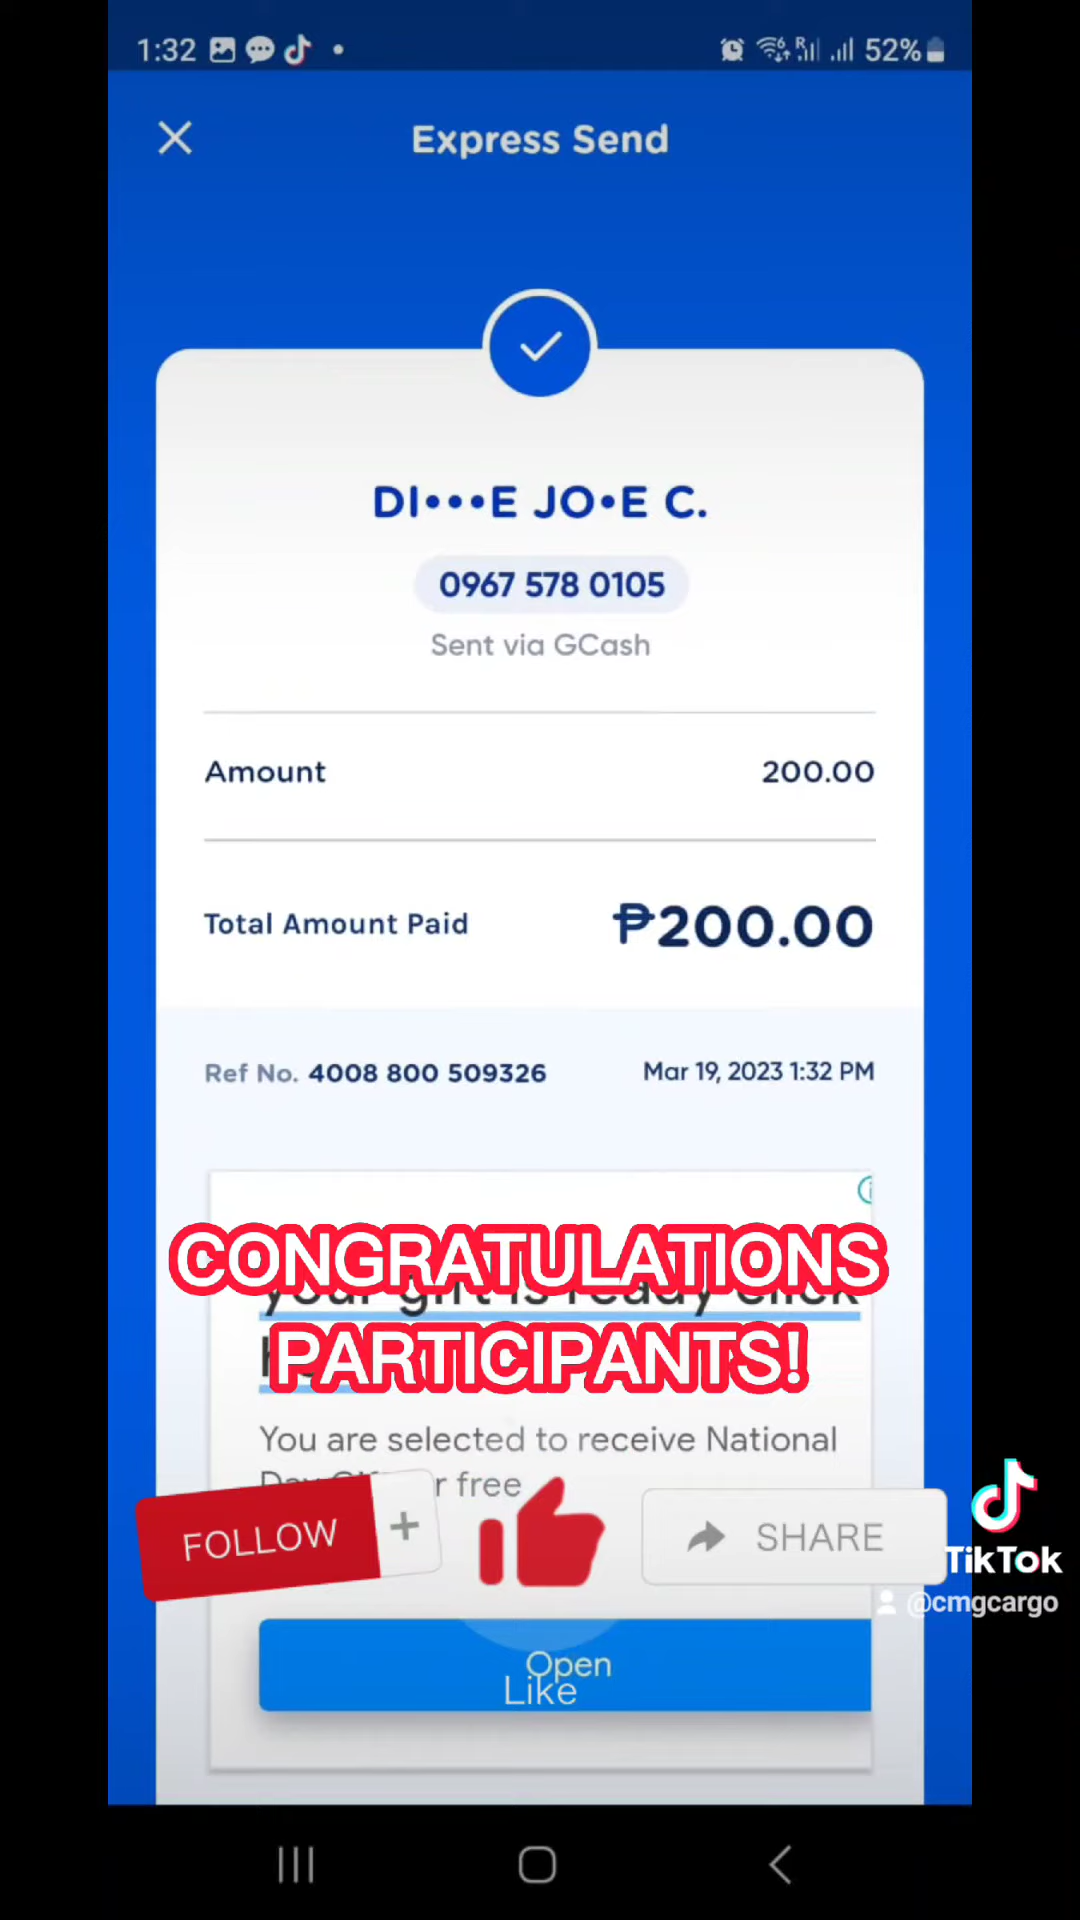 1:32
52%
Express Send
DI•••E JO•E C.
0967 578 0105
Sent via GCash
Amount 200.00
Total Amount Paid ₱200.00
Ref No. 4008 800 509326 Mar 19, 2023 1:32 PM
CONGRATULATIONS
your gift is ready click
PARTICIPANTS!
You are selected to receive National
Day for free
FOLLOW +
SHARE
TikTok
@cmgcargo
Open
Like